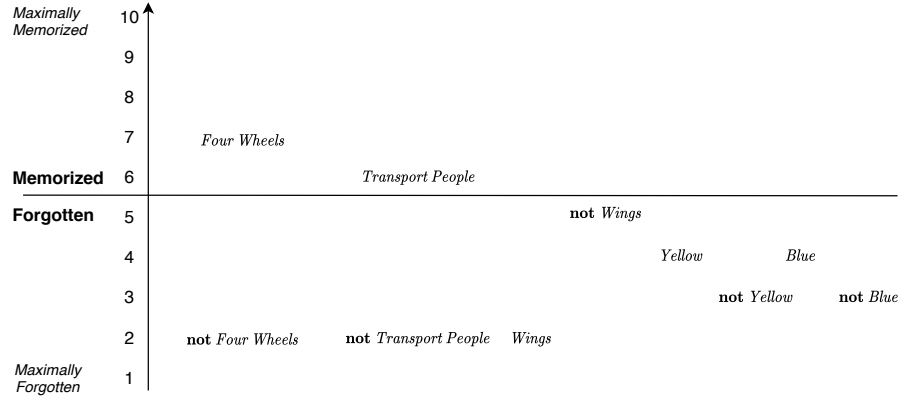 Maximally
Memorized
10
9
8
7 Four Wheels
Memorized 6 Transport People
Forgotten 5 not Wings
4 Yellow Blue
3 not Yellow not Blue
2 not Four Wheels not Transport People Wings
Maximally
Forgotten
1